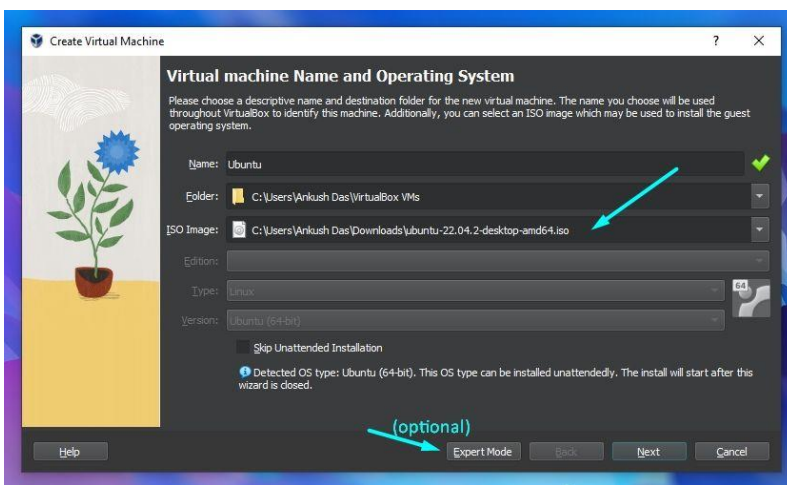 Create Virtual Machine
? ×
Virtual machine Name and Operating System
Please choose a descriptive name and destination folder for the new virtual machine. The name you choose will be used
throughout VirtualBox to identify this machine. Additionally, you can select an ISO image which may be used to install the guest
operating system.
Name: Ubuntu
Folder: C:\Users\Ankush Das\VirtualBox VMs
ISO Image: C:\Users\Ankush Das\Downloads\ubuntu-22.04.2-desktop-amd64.iso
Edition:
Type: Linux
64
Version: Ubuntu (64-bit)
Skip Unattended Installation
Detected OS type: Ubuntu (64-bit). This OS type can be installed unattendedly. The install will start after this
wizard is closed.
(optional)
Help Expert Mode Back Next Cancel